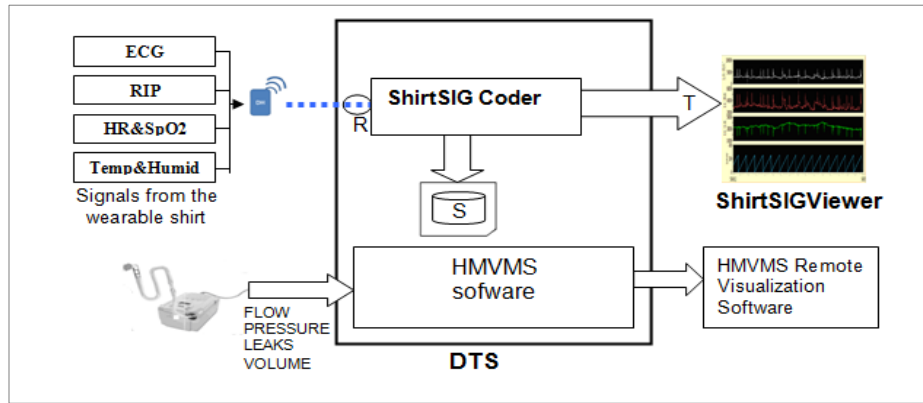 ECG
RIP
HR&SpO2
Temp&Humid
Signals from the
wearable shirt
R
ShirtSIG Coder
T
S
ShirtSIGViewer
FLOW
PRESSURE
LEAKS
VOLUME
HMVMS
sofware
HMVMS Remote
Visualization
Software
DTS